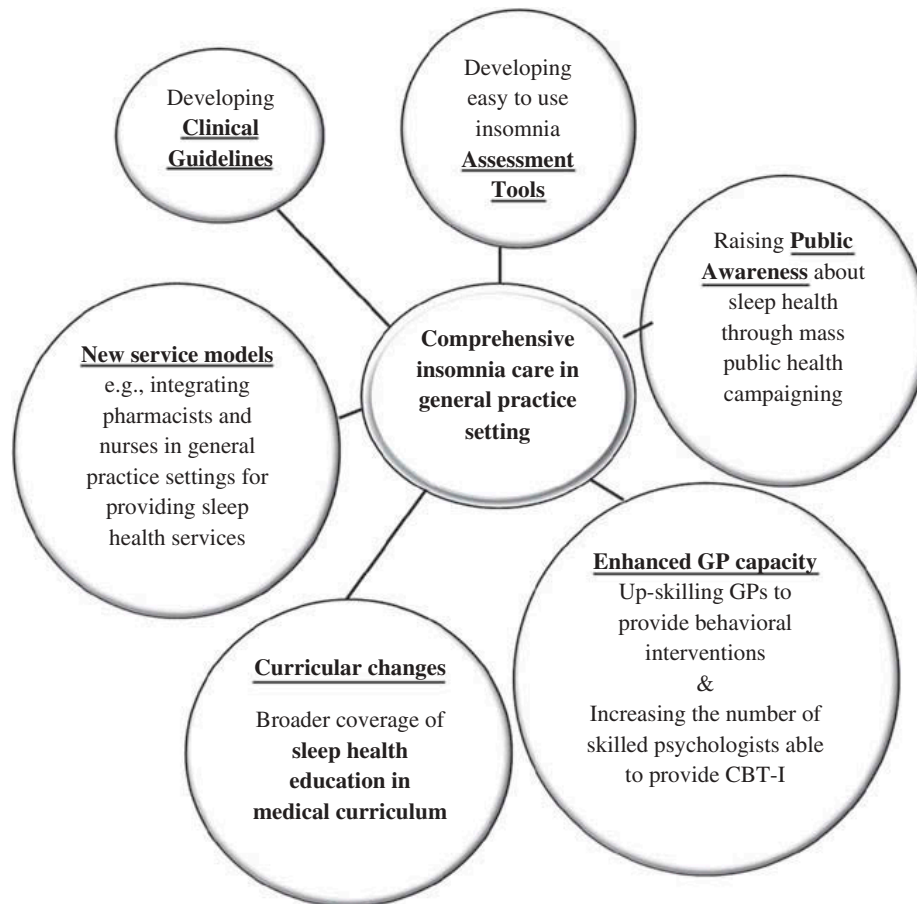 Developing
Clinical
Guidelines
Developing
easy to use
insomnia
Assessment
Tools
Raising Public
Awareness about
sleep health
through mass
public health
campaigning
Comprehensive
insomnia care in
general practice
setting
New service models
e.g., integrating
pharmacists and
nurses in general
practice settings for
providing sleep
health services
Enhanced GP capacity
Up-skilling GPs to
provide behavioral
interventions
&
Increasing the number of
skilled psychologists able
to provide CBT-I
Curricular changes
Broader coverage of
sleep health
education in
medical curriculum